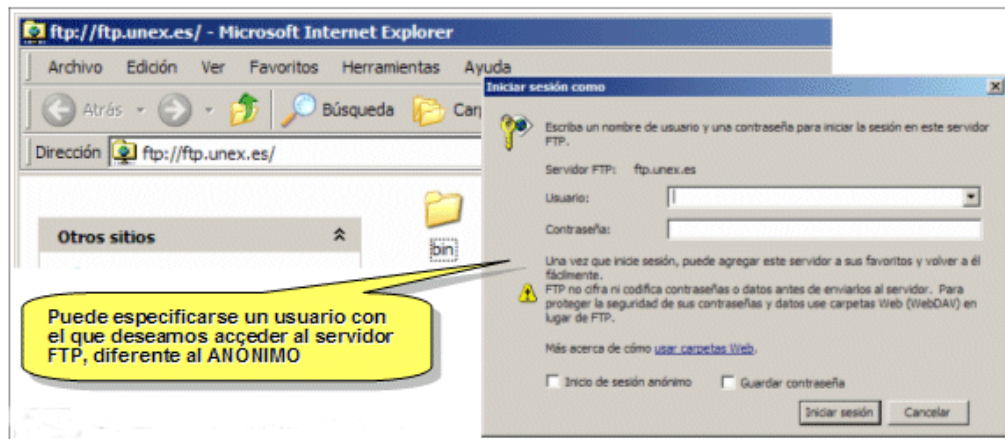 ftp://ftp.unex.es/ - Microsoft Internet Explorer
Archivo Edición Ver Favoritos Herramientas Ayuda
Atrás Búsqueda
Dirección ftp://ftp.unex.es/
Otros sitios
bin
Puede especificarse un usuario con
el que deseamos acceder al servidor
FTP, diferente al ANÓNIMO
Iniciar sesión como
Escriba un nombre de usuario y una contraseña para iniciar la sesión en este servidor
FTP.
Servidor FTP: ftp.unex.es
Usuario:
Contraseña:
Una vez que inicie sesión, puede agregar este servidor a sus favoritos y volver a él
fácilmente.
FTP no cifra ni codifica contraseñas o datos antes de enviarlos al servidor. Para
proteger la seguridad de sus contraseñas y datos use carpetas Web (WebDAV) en
lugar de FTP.
Más acerca de cómo usar carpetas Web.
Inicio de sesión anónimo Guardar contraseña
Iniciar sesión Cancelar